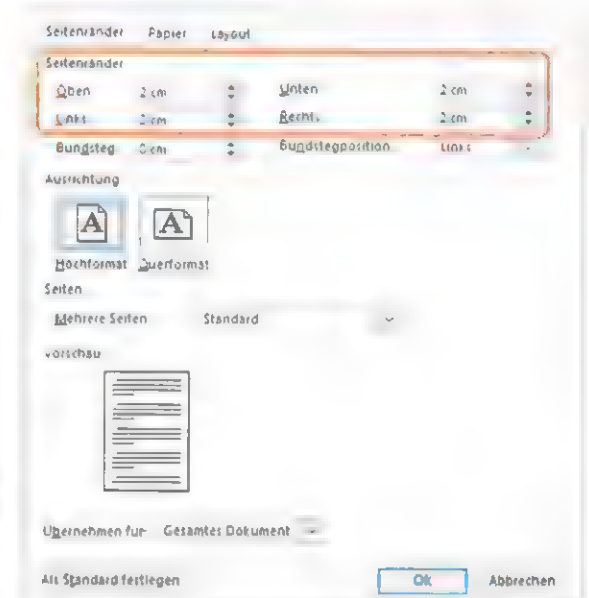 Seitenränder Papier Layout
Seitenränder
Oben 2 cm Unten 2 cm
Links 2 cm Rechts 2 cm
Bundsteg 0 cm Bundstegposition Links
Ausrichtung
A A
Hochformat Querformat
Seiten
Mehrere Seiten Standard
Vorschau
Übernehmen für Gesamtes Dokument
Als Standard festlegen Ok Abbrechen